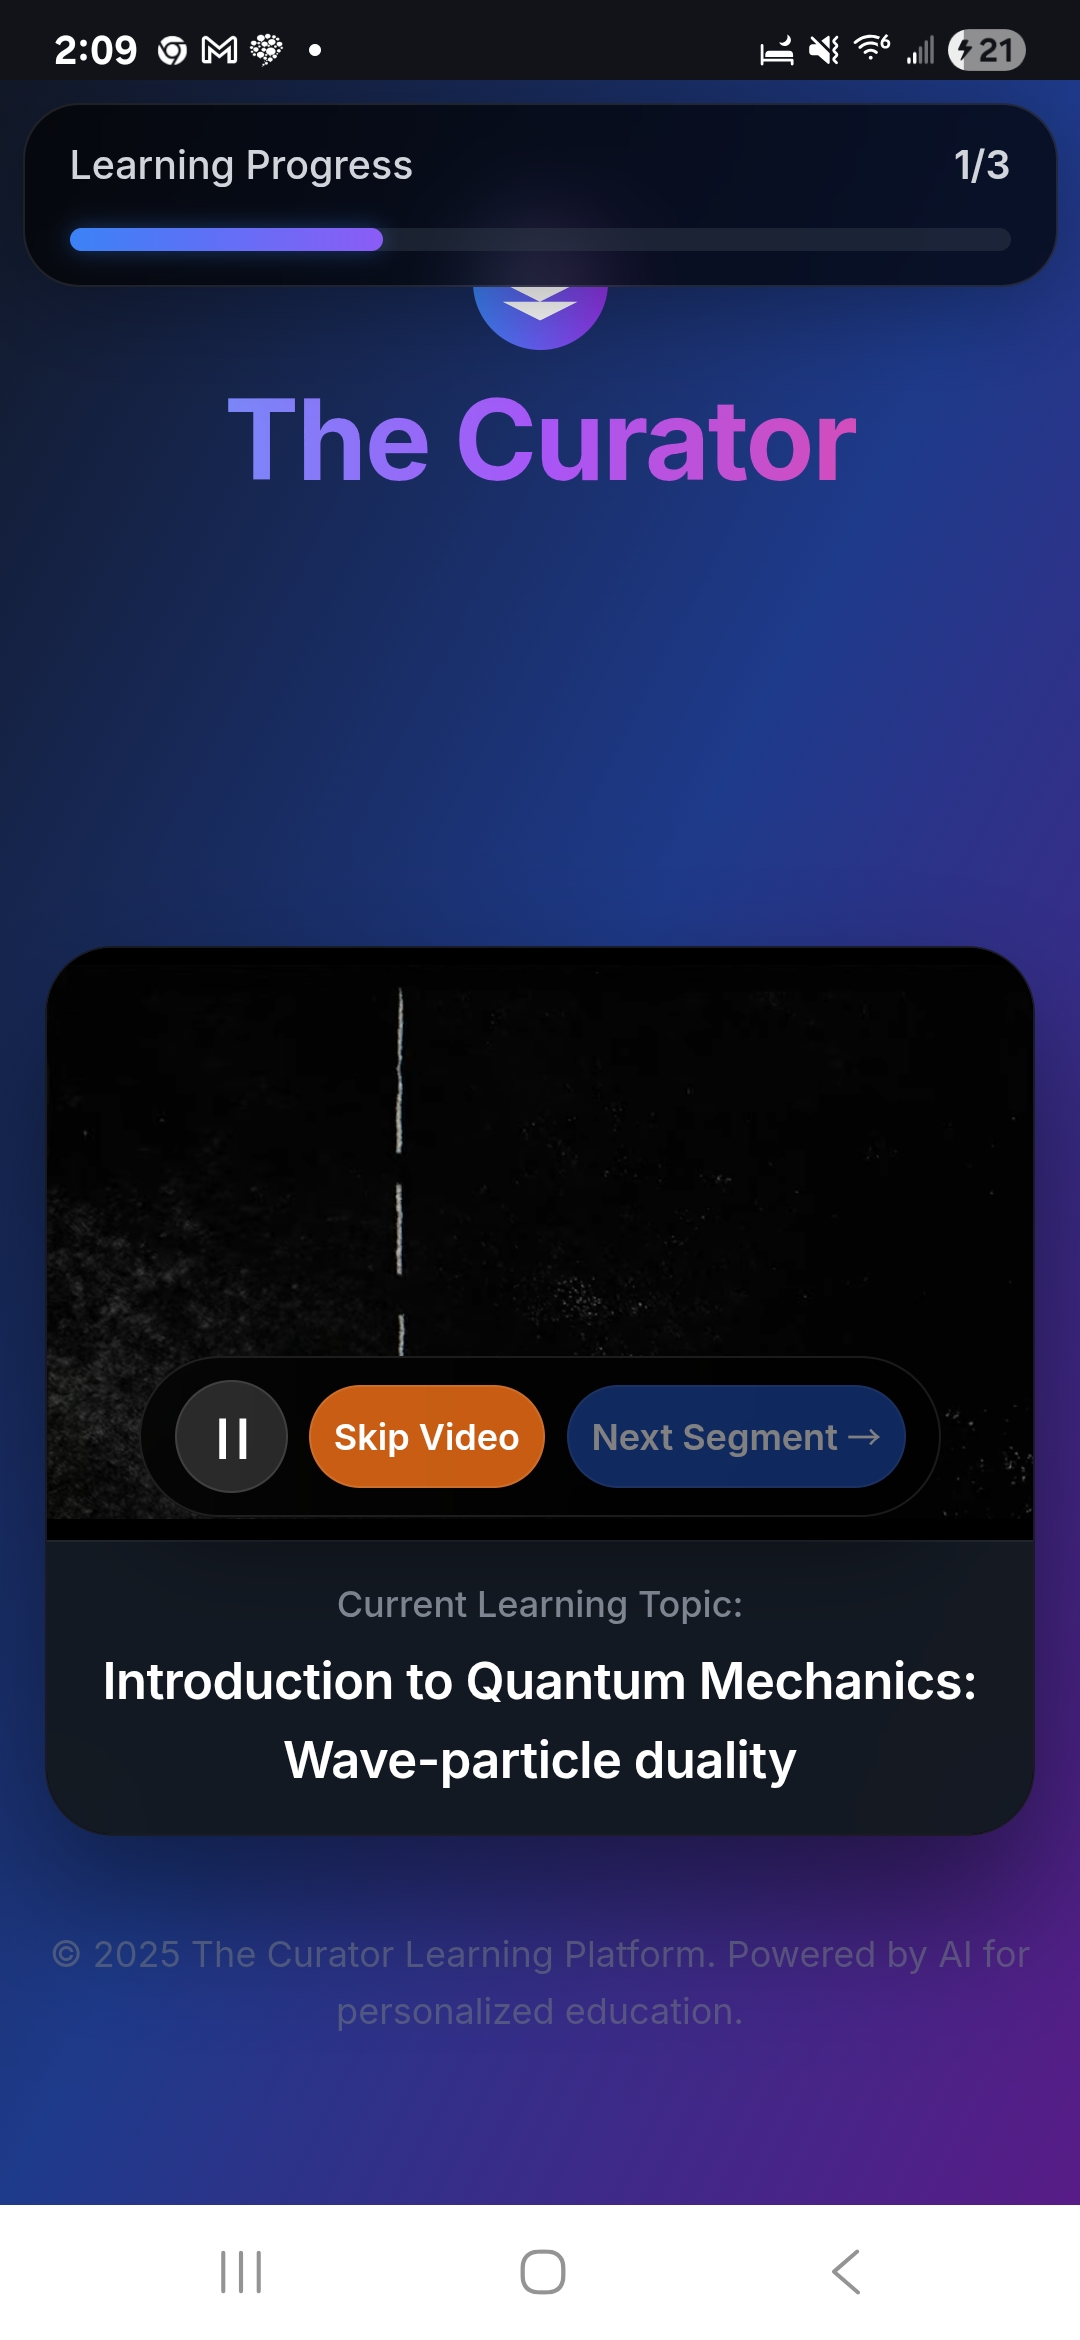 2:09
21
Learning Progress 1/3
The Curator
Skip Video
Next Segment →
Current Learning Topic:
Introduction to Quantum Mechanics:
Wave-particle duality
© 2025 The Curator Learning Platform. Powered by AI for
personalized education.